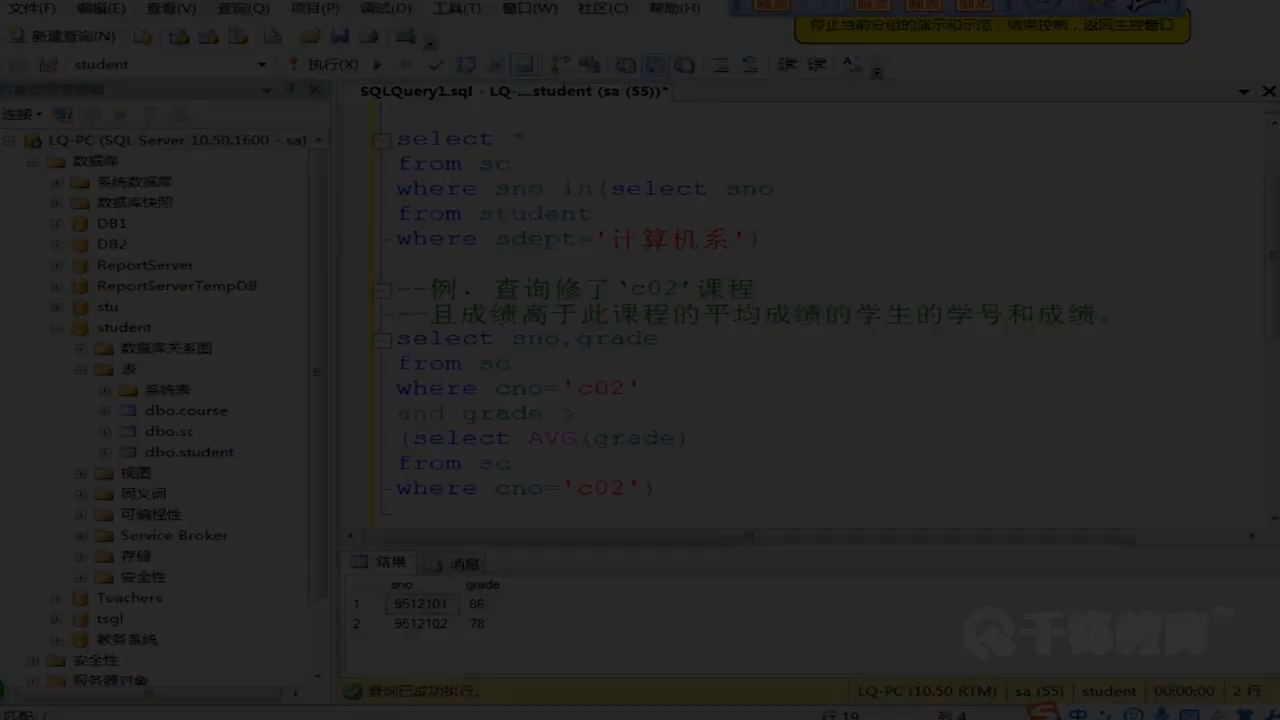 文件(F) 编辑(E) 查看(V) 查询(Q) 项目(P) 调试(D) 工具(T) 窗口(W) 社区(C) 帮助(H)
停止当前分组的演示和示范，结束控制，返回主控窗口
新建查询(N)
student 执行(X)
SQLQuery1.sql - LQ-...student (sa (55))*
连接
LQ-PC (SQL Server 10.50.1600 - sa)
数据库
系统数据库
数据库快照
DB1
DB2
ReportServer
ReportServerTempDB
stu
student
数据库关系图
表
系统表
dbo.course
dbo.sc
dbo.student
视图
同义词
可编程性
Service Broker
存储
安全性
Teachers
tsgl
教务系统
安全性
服务器对象
select *
from sc
where sno in(select sno
from student
where sdept='计算机系')
--例. 查询修了'c02'课程
--且成绩高于此课程的平均成绩的学生的学号和成绩。
select sno,grade
from sc
where cno='c02'
and grade >
(select AVG(grade)
from sc
where cno='c02')
结果 消息
sno grade
1 9512101 86
2 9512102 78
千锋教育
查询已成功执行。 LQ-PC (10.50 RTM) sa (55) student 00:00:00 2 行
行 19 列 4
中